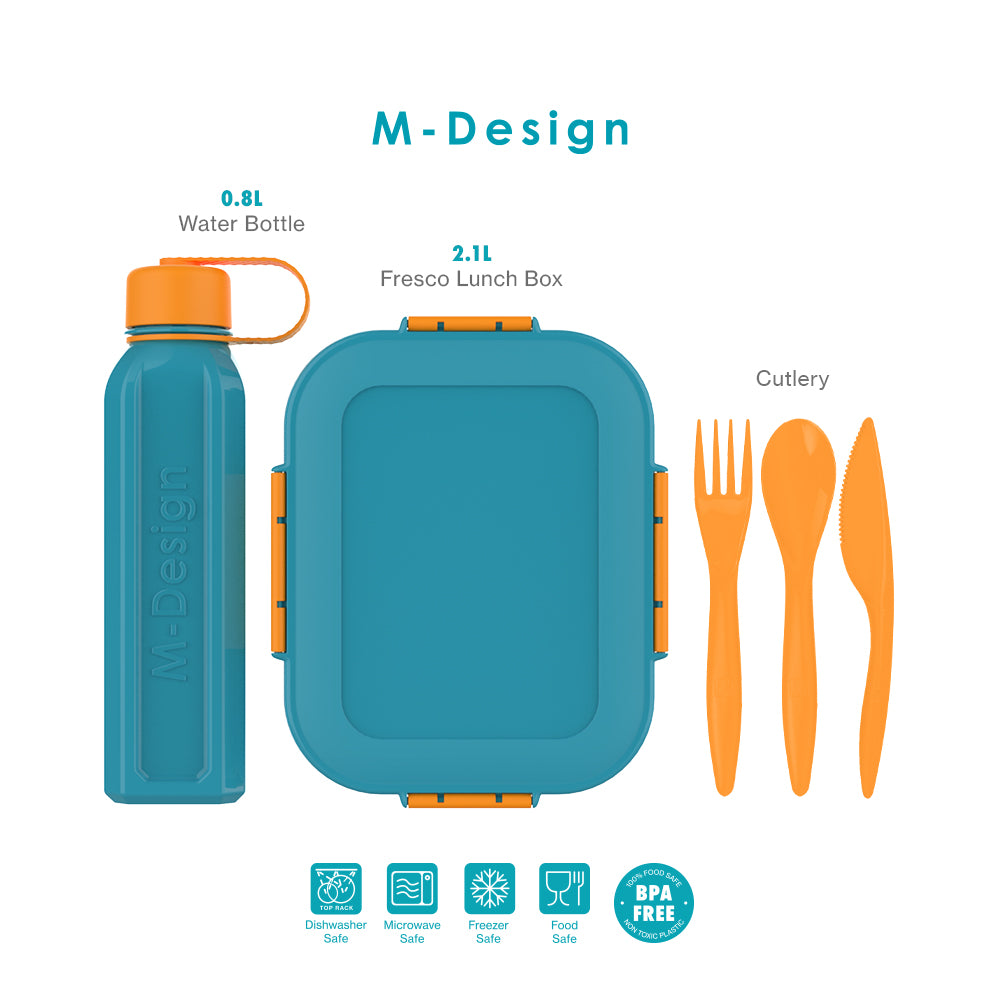 M-Design
0.8L
Water Bottle
2.1L
Fresco Lunch Box
Cutlery
M-Design
TOP RACK
Dishwasher
Safe
Microwave
Safe
Freezer
Safe
Food
Safe
100% FOOD SAFE
BPA
FREE
NON TOXIC PLASTIC